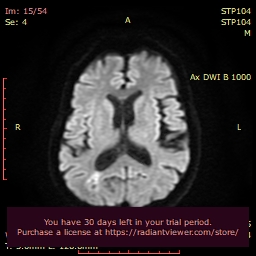 Im: 15/54
Se: 4
STP104
STP104
M
A
Ax DWI B 1000
R
L
You have 30 days left in your trial period.
Purchase a license at https://radiantviewer.com/store/